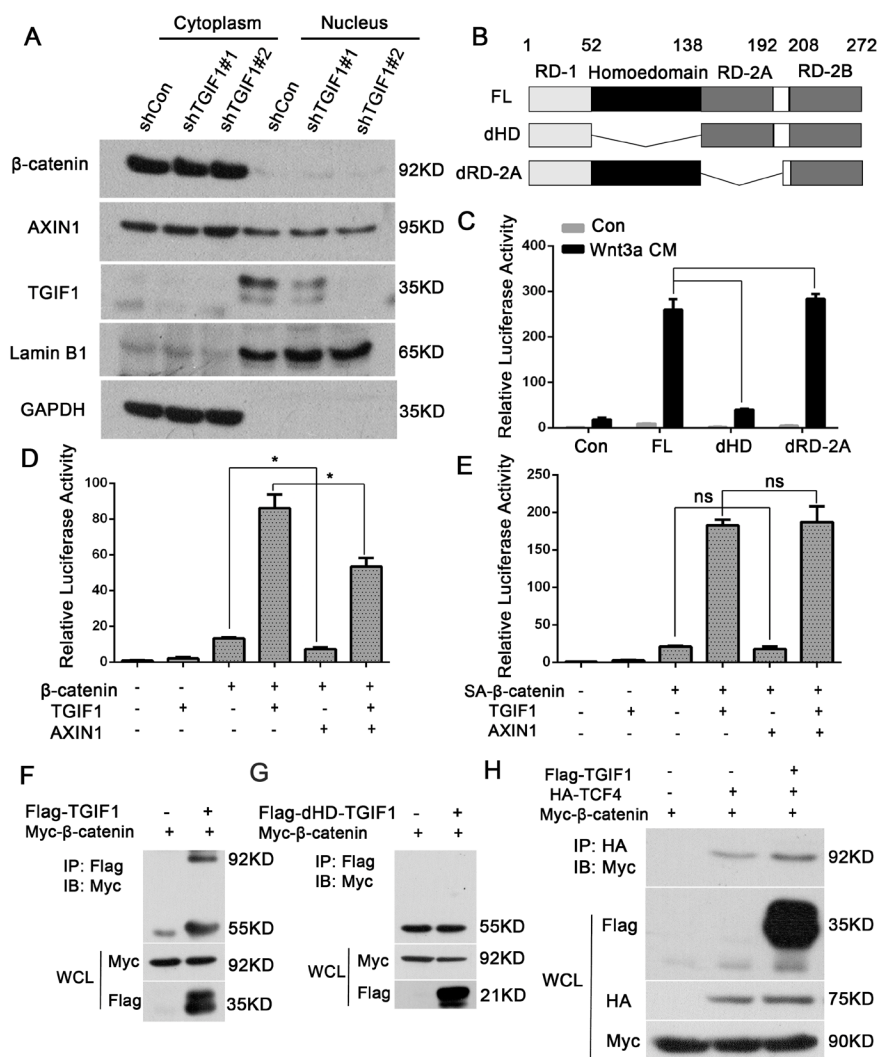 A
Cytoplasm Nucleus
shCon shTGIF1#1 shTGIF1#2 shCon shTGIF1#1 shTGIF1#2
β-catenin 92KD
AXIN1 95KD
TGIF1 35KD
Lamin B1 65KD
GAPDH 35KD
B
1 52 138 192 208 272
RD-1 Homoedomain RD-2A RD-2B
FL
dHD
dRD-2A
C
Con
Wnt3a CM
Relative Luciferase Activity
400
300
200
100
0
Con FL dHD dRD-2A
D
Relative Luciferase Activity
100
80
60
40
20
0
* *
β-catenin - - + + + +
TGIF1 - + - + - +
AXIN1 - - - - + +
E
Relative Luciferase Activity
200
150
100
50
0
ns ns
SA-β-catenin - - + + + +
TGIF1 - + - + - +
AXIN1 - - - - + +
F
Flag-TGIF1 - +
Myc-β-catenin + +
IP: Flag
IB: Myc
92KD
55KD
WCL
Myc 92KD
Flag 35KD
G
Flag-dHD-TGIF1 - +
Myc-β-catenin + +
IP: Flag
IB: Myc
55KD
WCL
Myc 92KD
Flag 21KD
H
Flag-TGIF1 - - +
HA-TCF4 - + +
Myc-β-catenin + + +
IP: HA
IB: Myc
92KD
WCL
Flag 35KD
HA 75KD
Myc 90KD